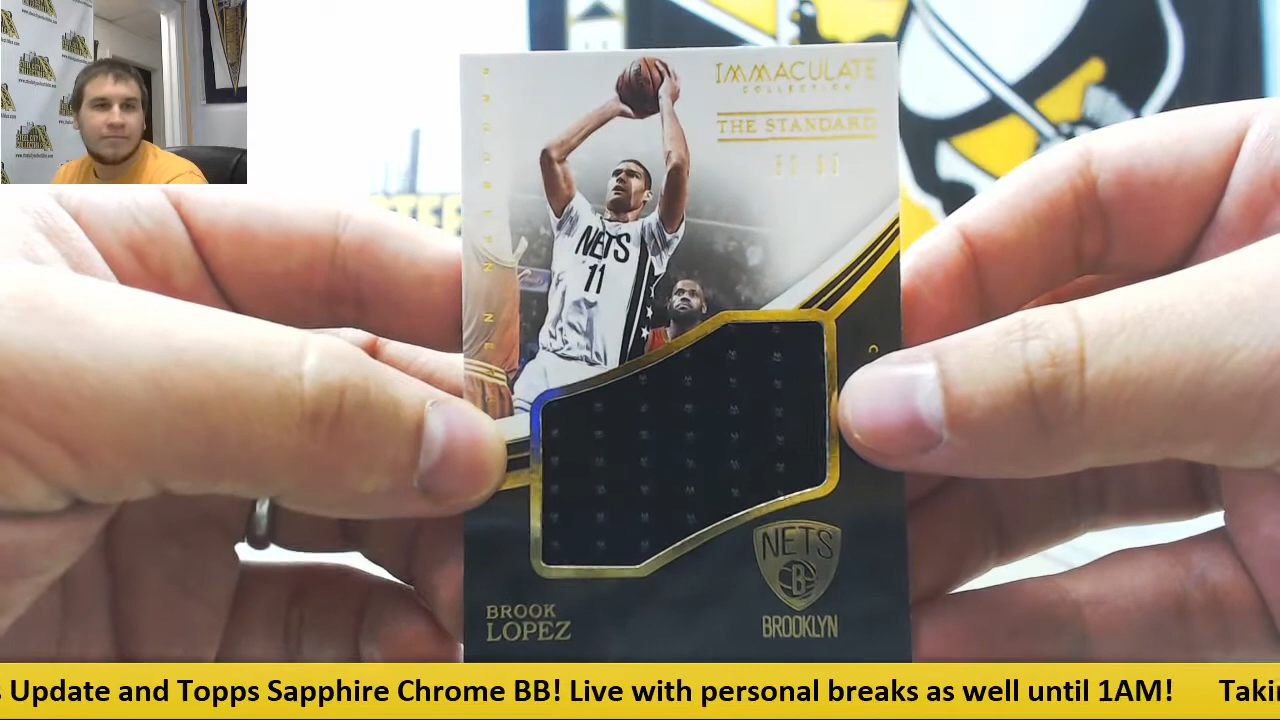 IMMACULATE
COLLECTION
THE STANDARD
NETS
11
NETS
B
BROOKLYN
BROOK
LOPEZ
Update and Topps Sapphire Chrome BB! Live with personal breaks as well until 1AM!